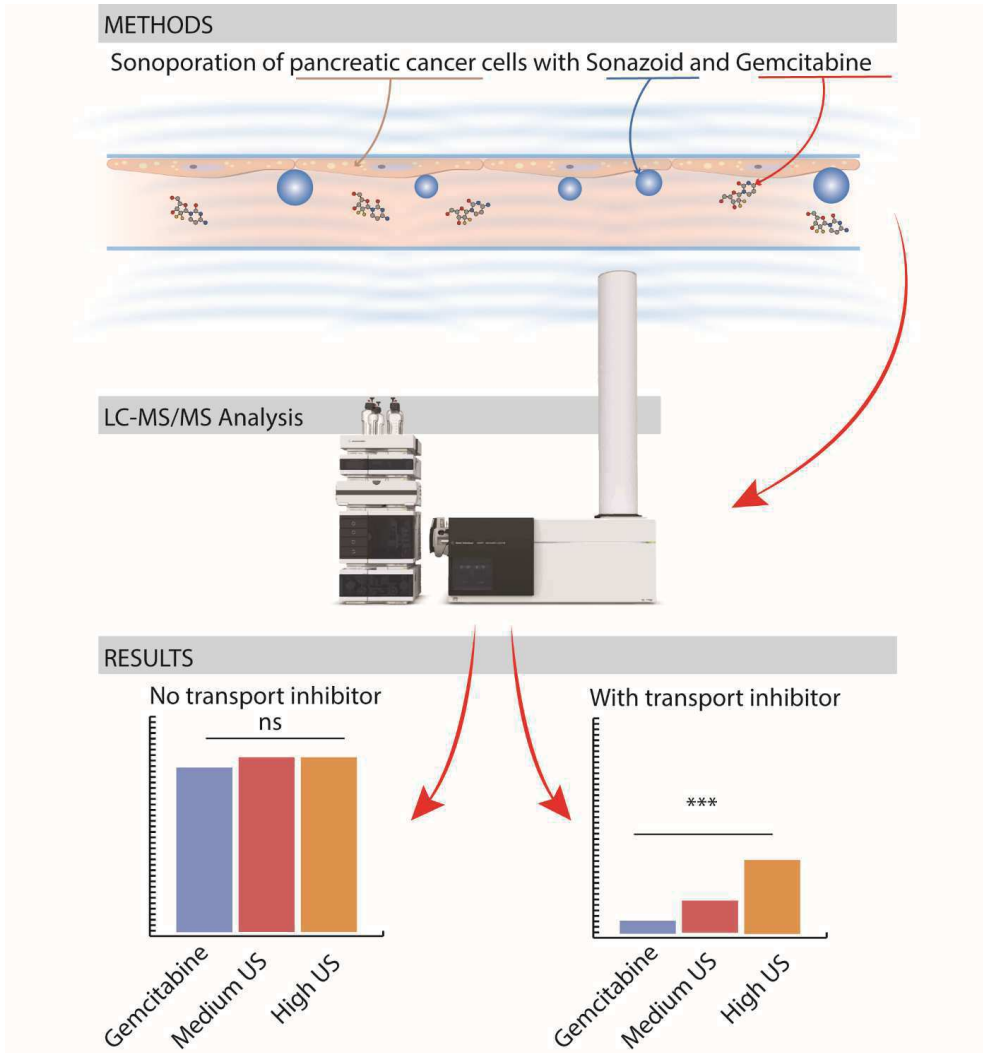 METHODS
Sonoporation of pancreatic cancer cells with Sonazoid and Gemcitabine
LC-MS/MS Analysis
RESULTS
No transport inhibitor
ns
Gemcitabine
Medium US
High US
With transport inhibitor
***
Gemcitabine
Medium US
High US